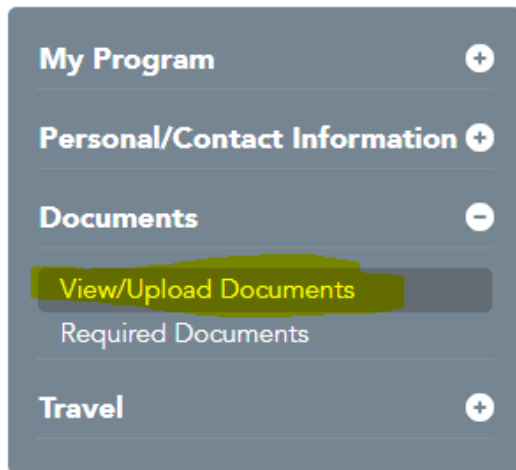 My Program
Personal/Contact Information
Documents
View/Upload Documents
Required Documents
Travel